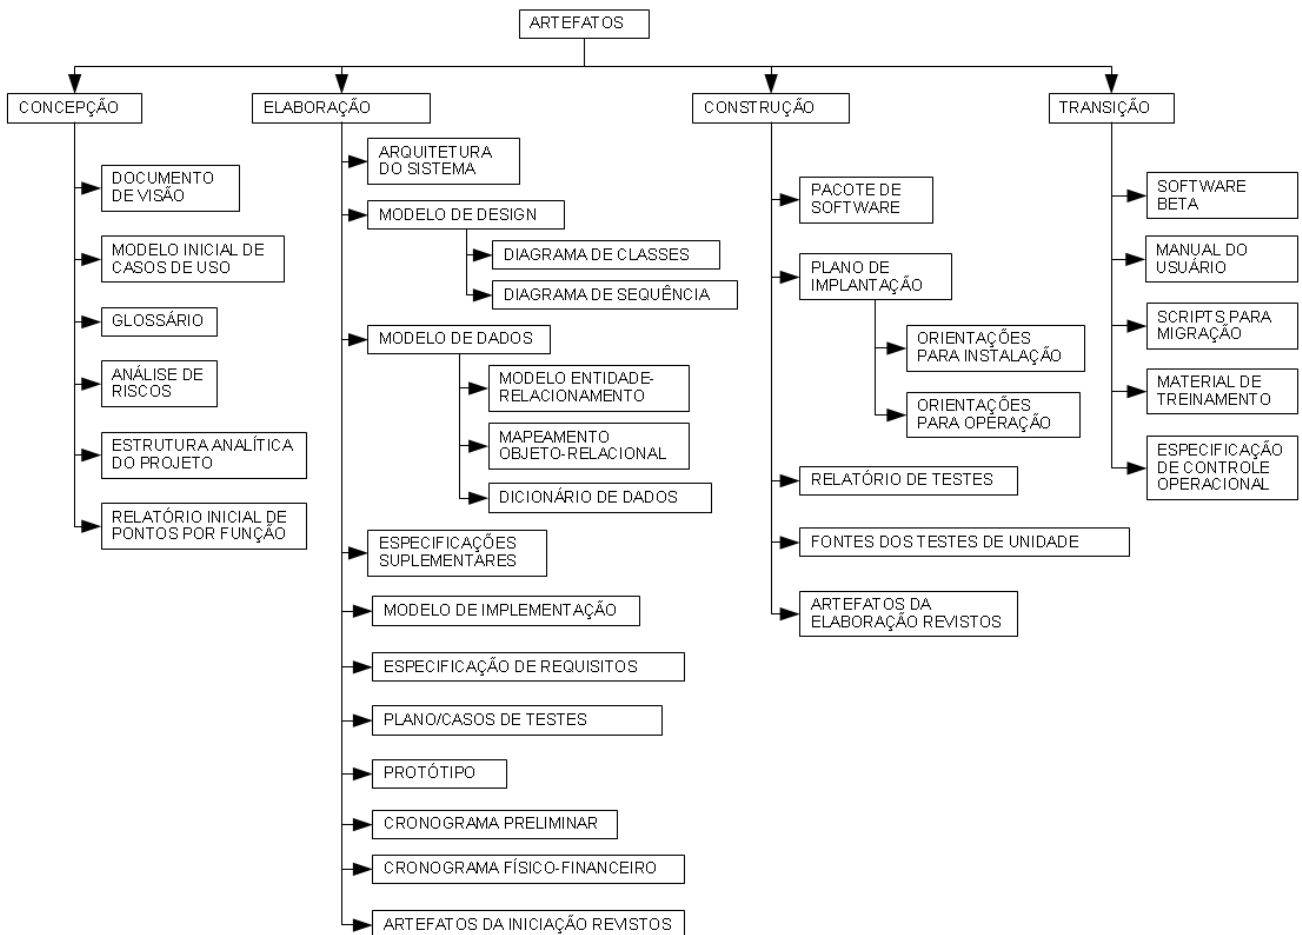 ARTEFATOS
CONCEPÇÃO
DOCUMENTO
DE VISÃO
MODELO INICIAL DE
CASOS DE USO
GLOSSÁRIO
ANÁLISE DE
RISCOS
ESTRUTURA ANALÍTICA
DO PROJETO
RELATÓRIO INICIAL DE
PONTOS POR FUNÇÃO
ELABORAÇÃO
ARQUITETURA
DO SISTEMA
MODELO DE DESIGN
DIAGRAMA DE CLASSES
DIAGRAMA DE SEQUÊNCIA
MODELO DE DADOS
MODELO ENTIDADE-
RELACIONAMENTO
MAPEAMENTO
OBJETO-RELACIONAL
DICIONÁRIO DE DADOS
ESPECIFICAÇÕES
SUPLEMENTARES
MODELO DE IMPLEMENTAÇÃO
ESPECIFICAÇÃO DE REQUISITOS
PLANO/CASOS DE TESTES
PROTÓTIPO
CRONOGRAMA PRELIMINAR
CRONOGRAMA FÍSICO-FINANCEIRO
ARTEFATOS DA INICIAÇÃO REVISTOS
CONSTRUÇÃO
PACOTE DE
SOFTWARE
PLANO DE
IMPLANTAÇÃO
ORIENTAÇÕES
PARA INSTALAÇÃO
ORIENTAÇÕES
PARA OPERAÇÃO
RELATÓRIO DE TESTES
FONTES DOS TESTES DE UNIDADE
ARTEFATOS DA
ELABORAÇÃO REVISTOS
TRANSIÇÃO
SOFTWARE
BETA
MANUAL DO
USUÁRIO
SCRIPTS PARA
MIGRAÇÃO
MATERIAL DE
TREINAMENTO
ESPECIFICAÇÃO
DE CONTROLE
OPERACIONAL